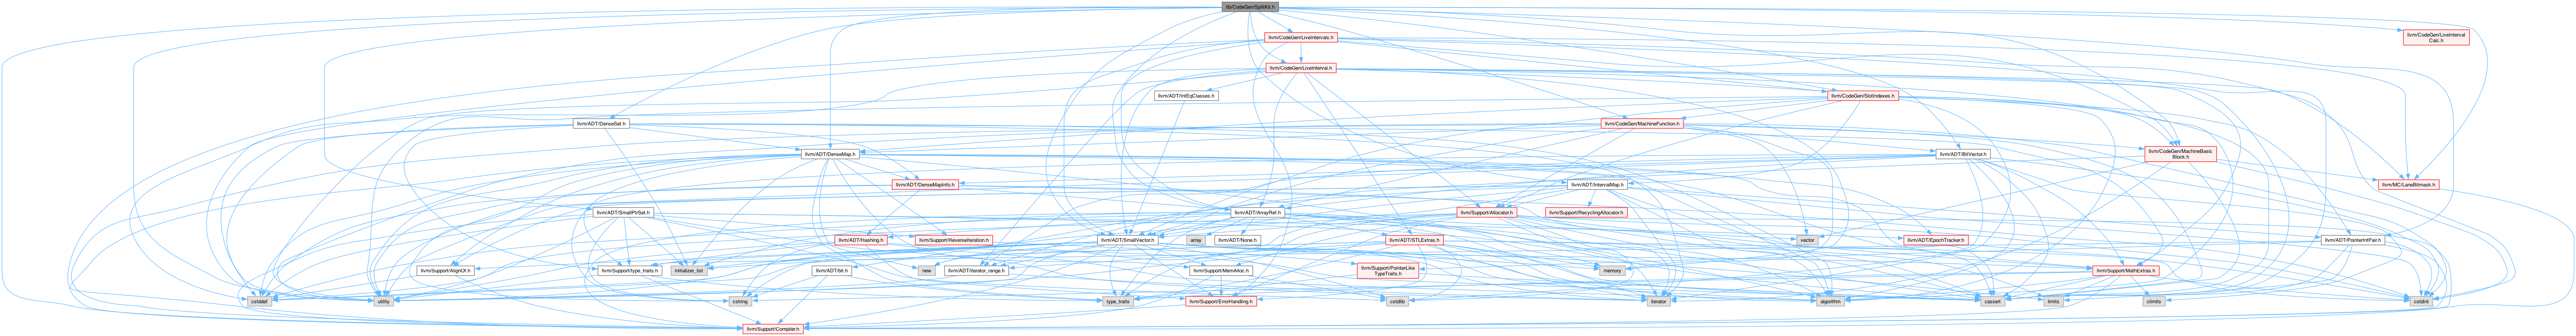 lib/CodeGen/SplitKit.h
llvm/CodeGen/LiveIntervals.h
llvm/CodeGen/LiveInterval
Calc.h
llvm/CodeGen/LiveInterval.h
llvm/ADT/IntEqClasses.h
llvm/CodeGen/SlotIndexes.h
llvm/ADT/DenseSet.h
llvm/CodeGen/MachineFunction.h
llvm/ADT/DenseMap.h
llvm/ADT/BitVector.h
llvm/CodeGen/MachineBasic
Block.h
llvm/ADT/DenseMapInfo.h
llvm/ADT/IntervalMap.h
llvm/MC/LaneBitmask.h
llvm/ADT/SmallPtrSet.h
llvm/ADT/ArrayRef.h
llvm/Support/Allocator.h
llvm/Support/RecyclingAllocator.h
llvm/ADT/Hashing.h
llvm/Support/ReverseIteration.h
llvm/ADT/SmallVector.h
array
llvm/ADT/None.h
llvm/ADT/STLExtras.h
vector
llvm/ADT/EpochTracker.h
llvm/ADT/PointerIntPair.h
llvm/Support/AlignOf.h
llvm/Support/type_traits.h
initializer_list
llvm/ADT/bit.h
new
llvm/ADT/iterator_range.h
llvm/Support/MemAlloc.h
llvm/Support/PointerLike
TypeTraits.h
memory
llvm/Support/MathExtras.h
cstddef
utility
cstring
type_traits
llvm/Support/ErrorHandling.h
cstdlib
iterator
algorithm
cassert
limits
climits
cstdint
llvm/Support/Compiler.h